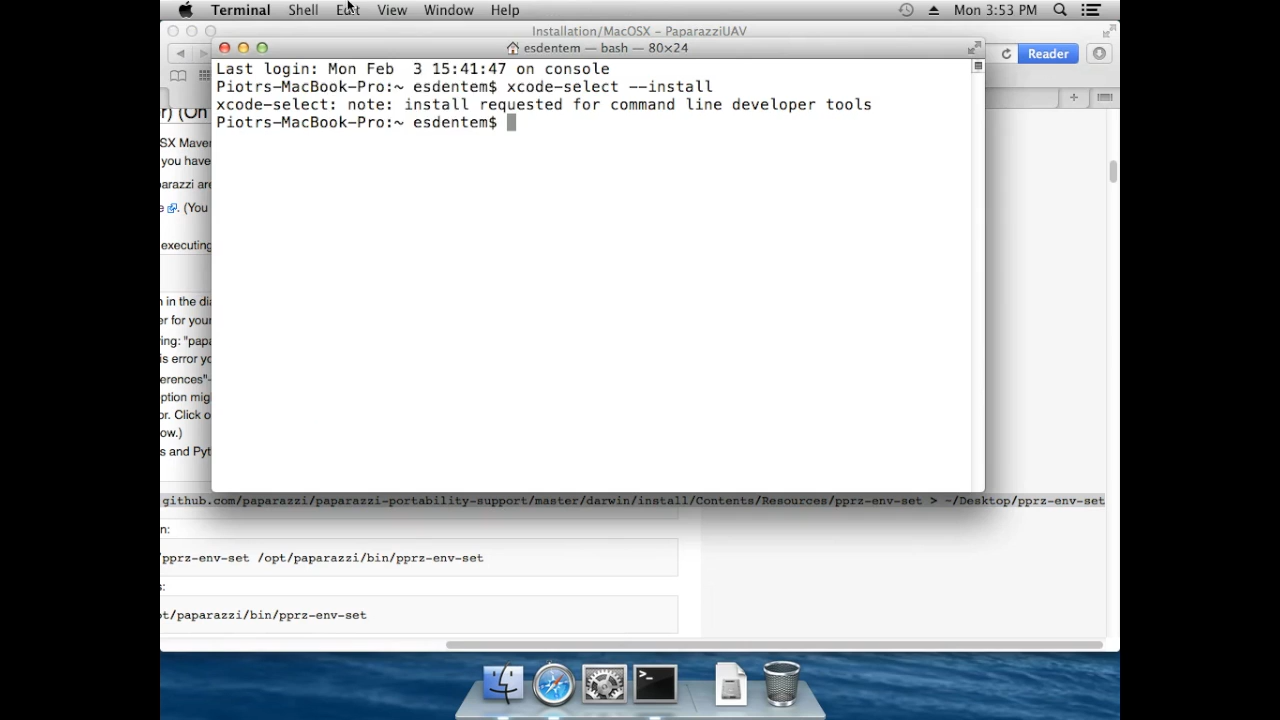 Terminal Shell Edit View Window Help Mon 3:53 PM
Installation/MacOSX - PaparazziUAV
esdentem — bash — 80×24
Reader
Last login: Mon Feb  3 15:41:47 on console
Piotrs-MacBook-Pro:~ esdentem$ xcode-select --install
xcode-select: note: install requested for command line developer tools
Piotrs-MacBook-Pro:~ esdentem$
r) (On
SX Maver
you have
parazzi are
e . (You
executing
n in the dia
er for your
ing: "papa
is error yo
erences"-
ption mig
or. Click o
ow.)
s and Pyt
github.com/paparazzi/paparazzi-portability-support/master/darwin/install/Contents/Resources/pprz-env-set > ~/Desktop/pprz-env-set
n:
/pprz-env-set /opt/paparazzi/bin/pprz-env-set
s:
pt/paparazzi/bin/pprz-env-set